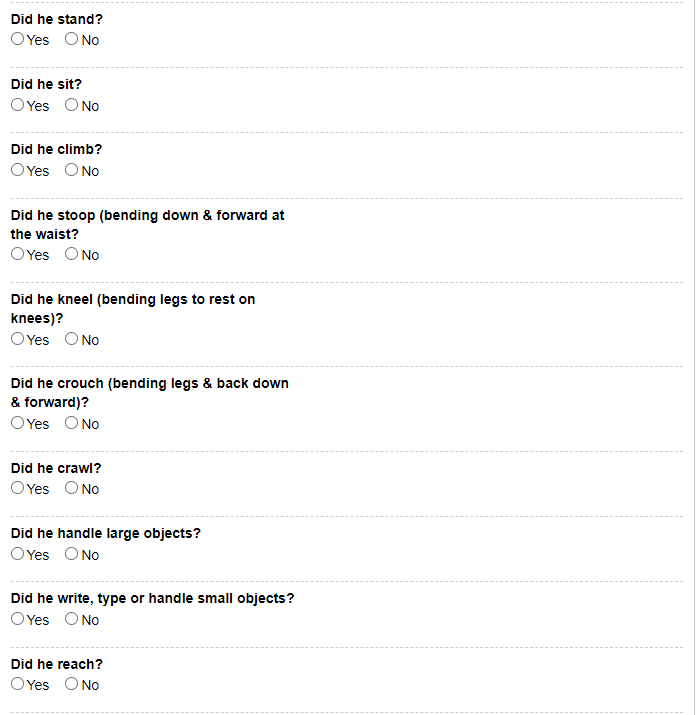 Did he stand?
Yes No
Did he sit?
Yes No
Did he climb?
Yes No
Did he stoop (bending down & forward at
the waist?
Yes No
Did he kneel (bending legs to rest on
knees)?
Yes No
Did he crouch (bending legs & back down
& forward)?
Yes No
Did he crawl?
Yes No
Did he handle large objects?
Yes No
Did he write, type or handle small objects?
Yes No
Did he reach?
Yes No